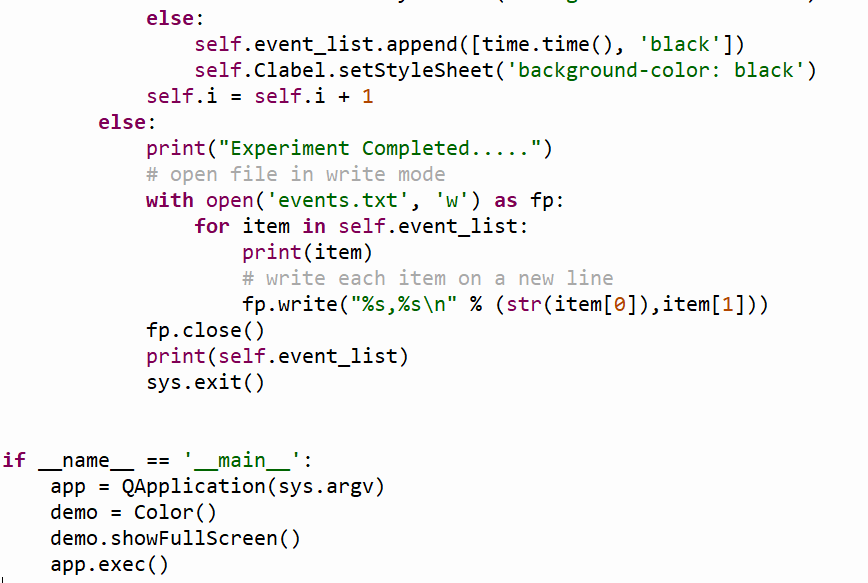 else:
self.event_list.append([time.time(), 'black'])
self.Clabel.setStyleSheet('background-color: black')
self.i = self.i + 1
else:
print("Experiment Completed.....")
# open file in write mode
with open('events.txt', 'w') as fp:
for item in self.event_list:
print(item)
# write each item on a new line
fp.write("%s,%s\n" % (str(item[0]),item[1]))
fp.close()
print(self.event_list)
sys.exit()
if __name__ == '__main__':
app = QApplication(sys.argv)
demo = Color()
demo.showFullScreen()
app.exec()